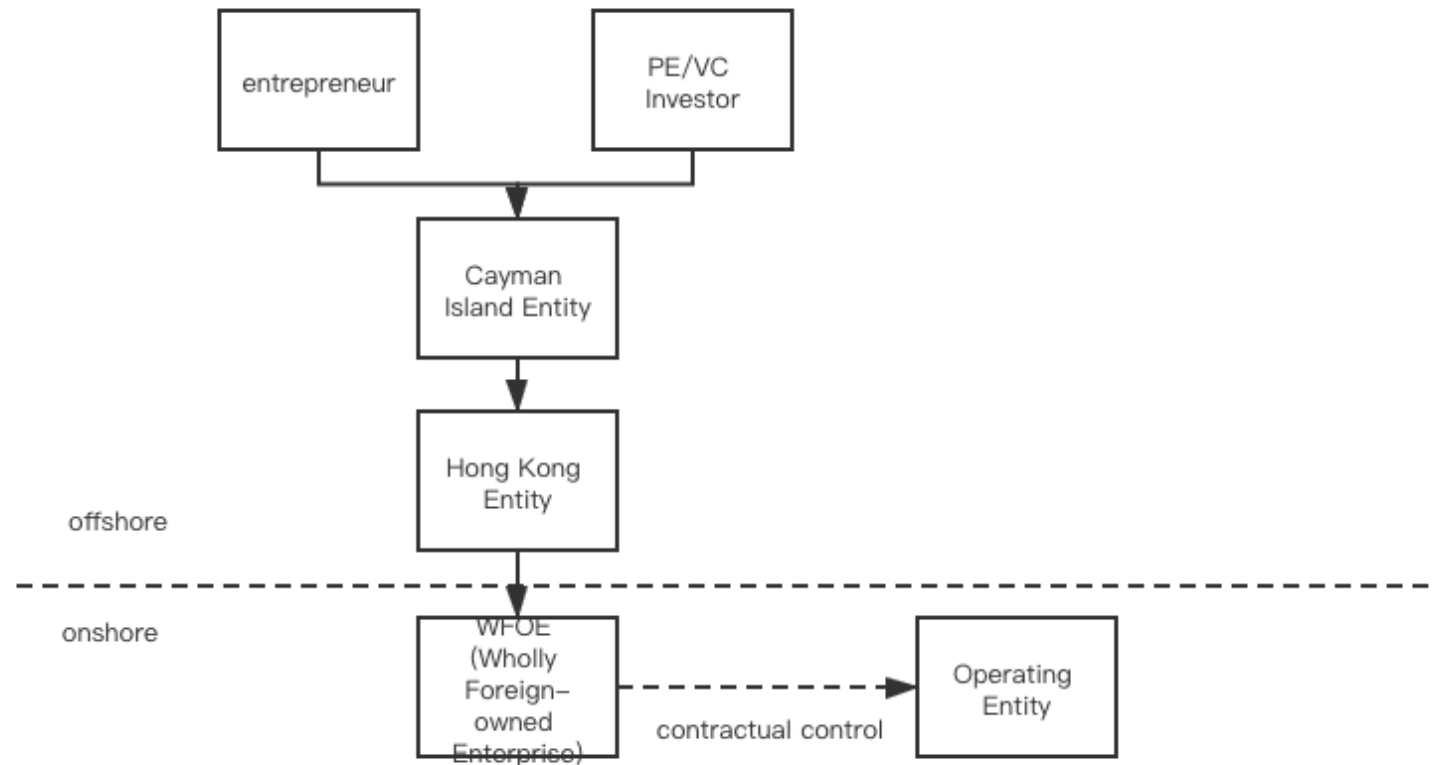 entrepreneur
PE/VC
Investor
Cayman
Island Entity
Hong Kong
Entity
offshore
onshore
WFOE
(Wholly
Foreign-
owned
Enterprise)
contractual control
Operating
Entity